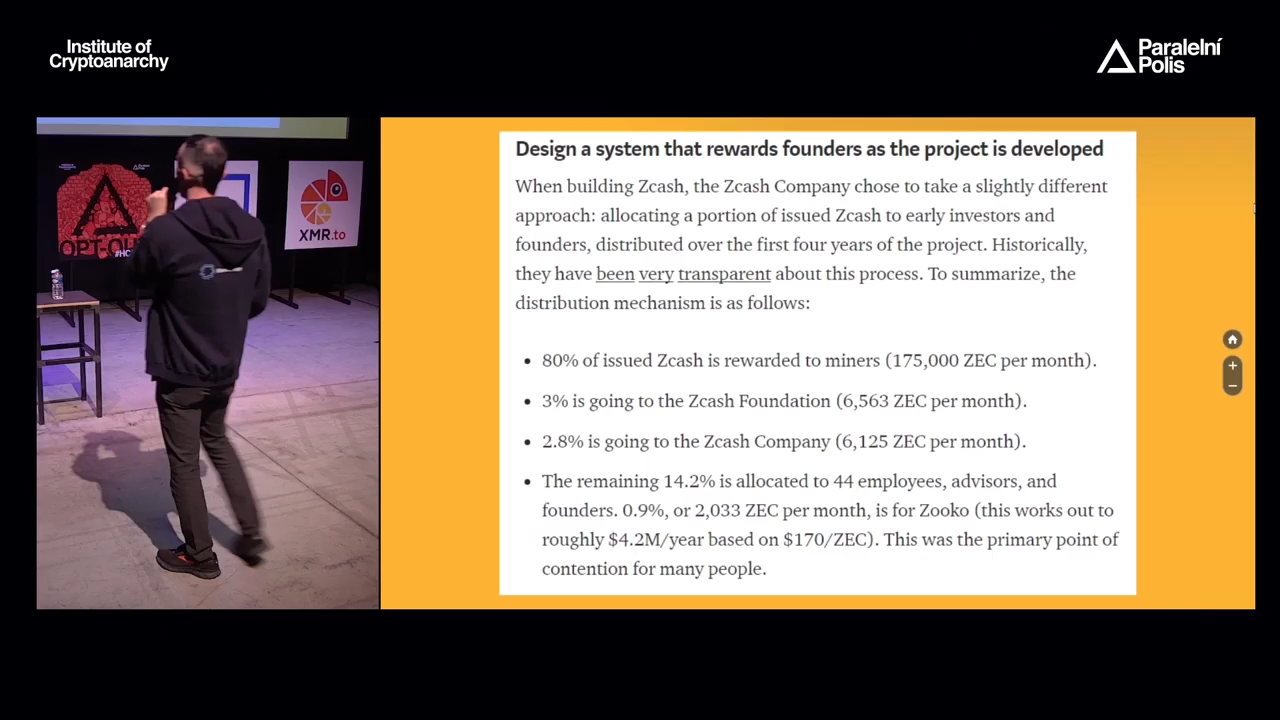 Institute of
Cryptoanarchy
Paralelní
Polis
OPT-OU
#HC
XMR.to
Design a system that rewards founders as the project is developed
When building Zcash, the Zcash Company chose to take a slightly different
approach: allocating a portion of issued Zcash to early investors and
founders, distributed over the first four years of the project. Historically,
they have been very transparent about this process. To summarize, the
distribution mechanism is as follows:
• 80% of issued Zcash is rewarded to miners (175,000 ZEC per month).
• 3% is going to the Zcash Foundation (6,563 ZEC per month).
• 2.8% is going to the Zcash Company (6,125 ZEC per month).
• The remaining 14.2% is allocated to 44 employees, advisors, and
founders. 0.9%, or 2,033 ZEC per month, is for Zooko (this works out to
roughly $4.2M/year based on $170/ZEC). This was the primary point of
contention for many people.
+
−